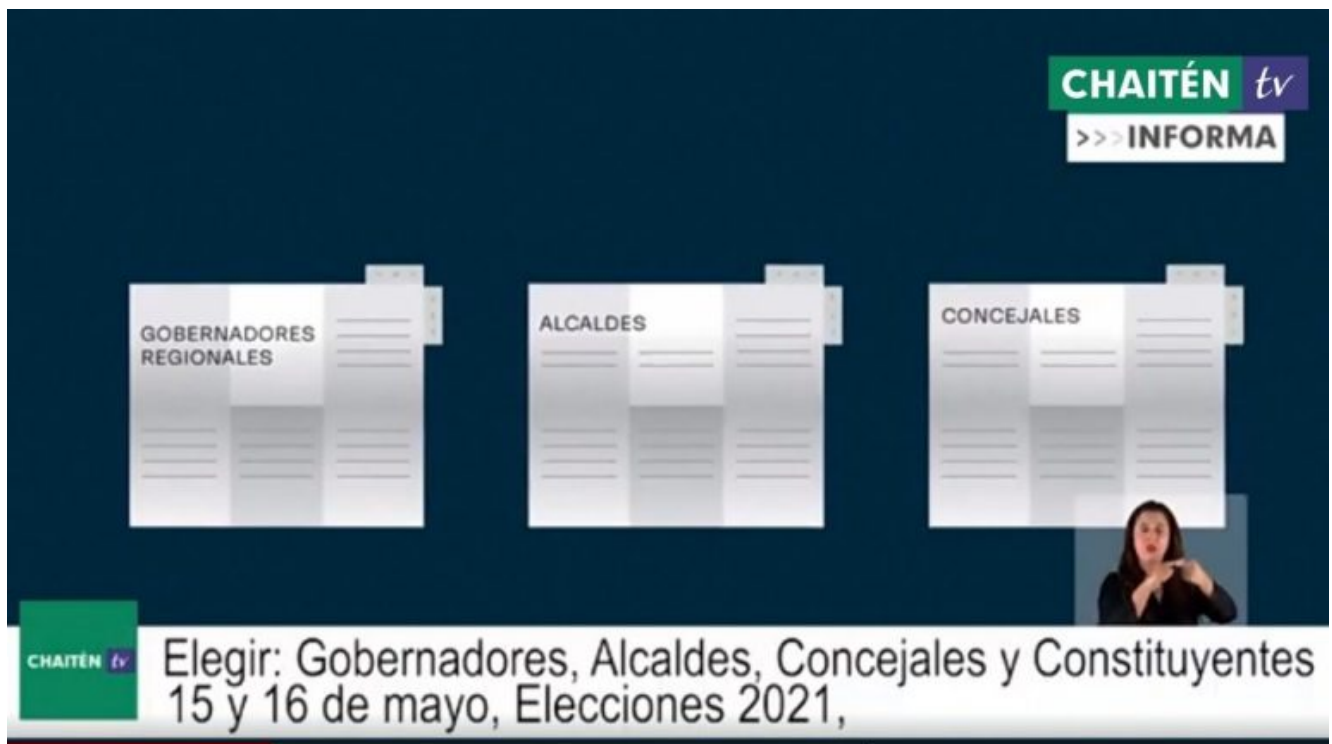 CHAITÉN tv
>>>INFORMA
GOBERNADORES
REGIONALES
ALCALDES
CONCEJALES
CHAITÉN tv
Elegir: Gobernadores, Alcaldes, Concejales y Constituyentes
15 y 16 de mayo, Elecciones 2021,